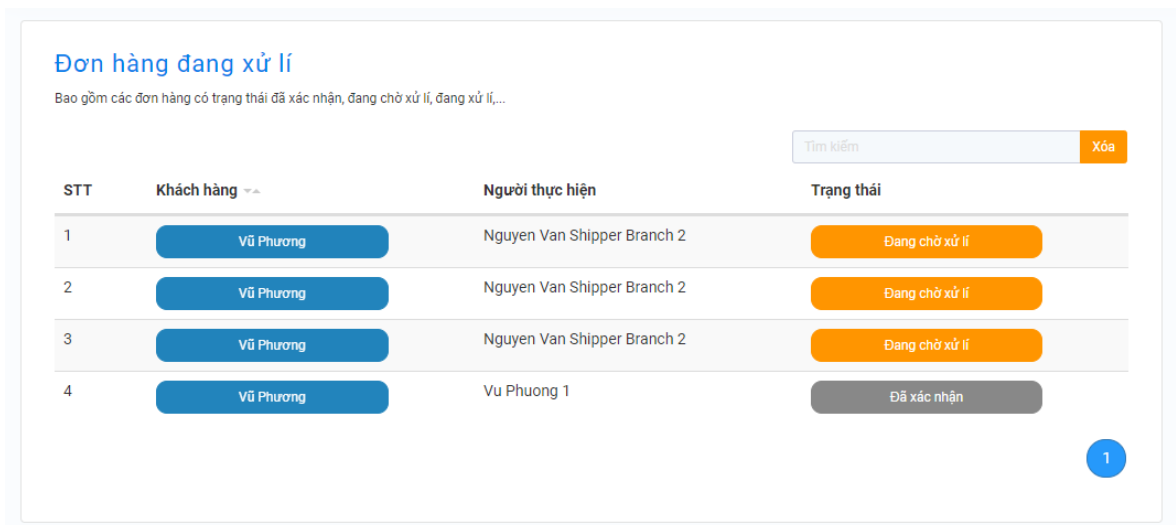 Đơn hàng đang xử lí
Bao gồm các đơn hàng có trạng thái đã xác nhận, đang chờ xử lí, đang xử lí,...
Tìm kiếm Xóa
STT Khách hàng Người thực hiện Trạng thái
1 Vũ Phương Nguyen Van Shipper Branch 2 Đang chờ xử lí
2 Vũ Phương Nguyen Van Shipper Branch 2 Đang chờ xử lí
3 Vũ Phương Nguyen Van Shipper Branch 2 Đang chờ xử lí
4 Vũ Phương Vu Phuong 1 Đã xác nhận
1